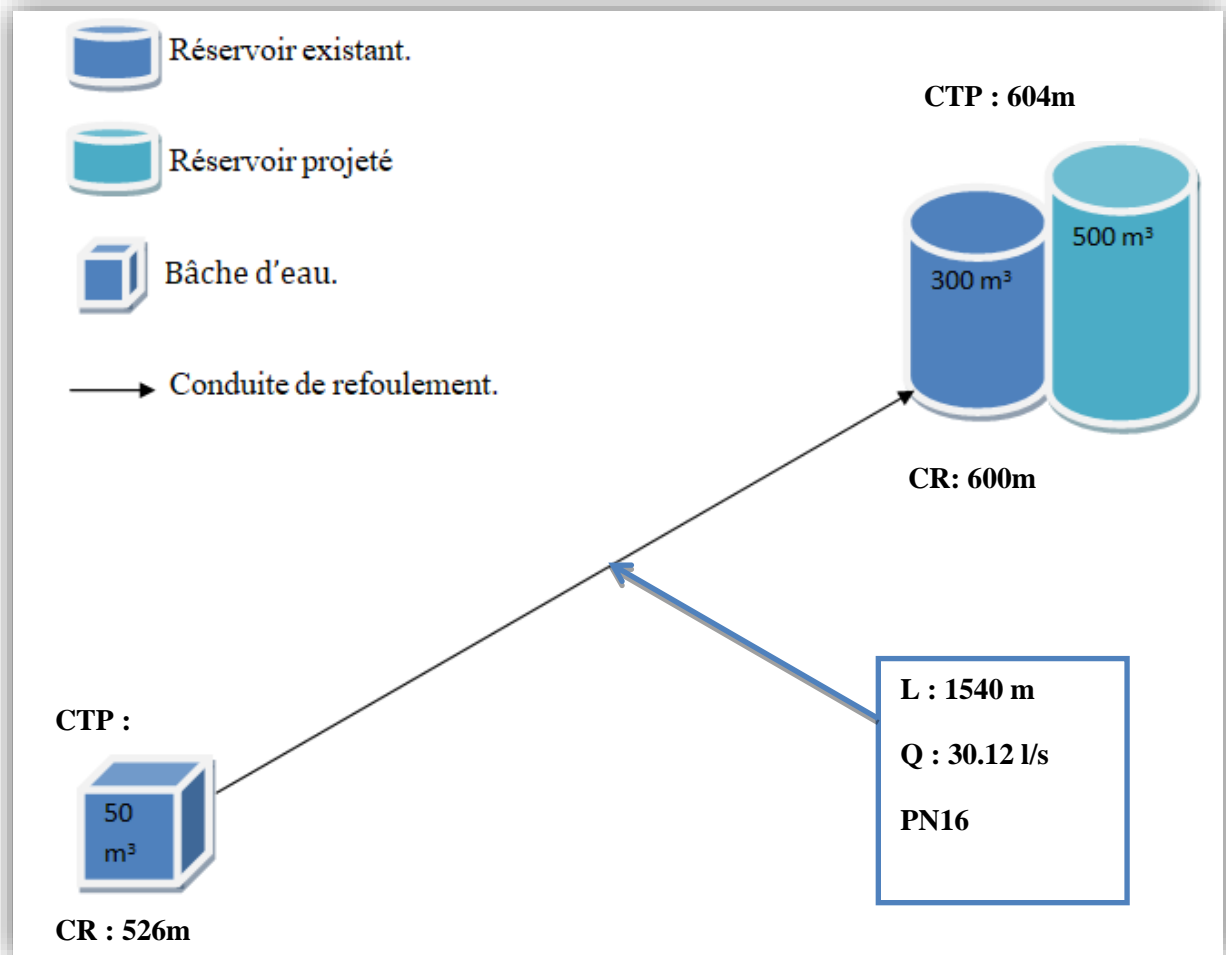 Réservoir existant.
Réservoir projeté
Bâche d'eau.
Conduite de refoulement.
CTP : 604m
300 m³
500 m³
CR: 600m
L : 1540 m
Q : 30.12 l/s
PN16
CTP :
50
m³
CR : 526m